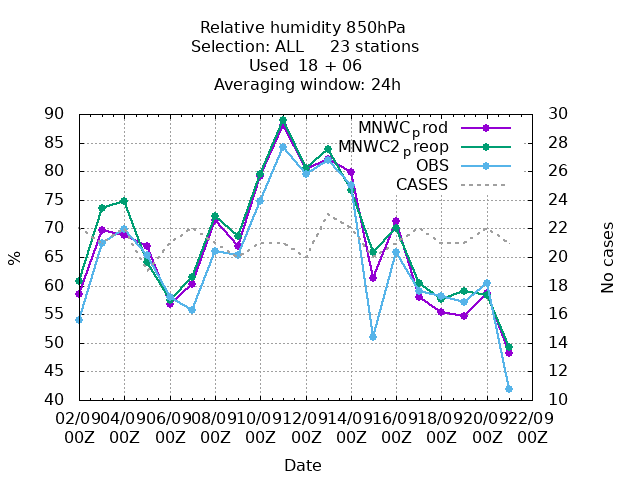 Relative humidity 850hPa
Selection: ALL 23 stations
Used 18 + 06
Averaging window: 24h
90 30
MNWC_prod
85 28
MNWC2_preop
80 26
OBS
75 24
CASES
70 22
65 20
60 18
55 16
50 14
45 12
40 10
%
No cases
02/09 04/09 06/09 08/09 10/09 12/09 14/09 16/09 18/09 20/09 22/09
00Z 00Z 00Z 00Z 00Z 00Z 00Z 00Z 00Z 00Z 00Z
Date